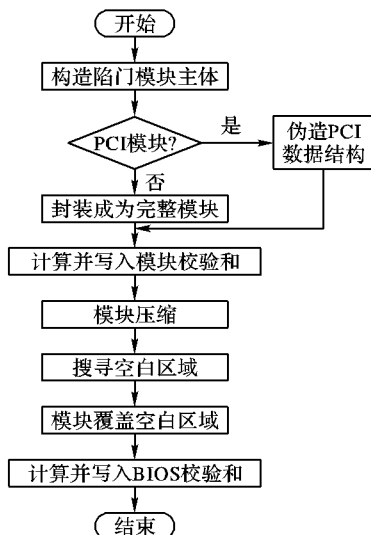 开始
构造陷门模块主体
PCI模块?
是
伪造PCI
数据结构
否
封装成为完整模块
计算并写入模块校验和
模块压缩
搜寻空白区域
模块覆盖空白区域
计算并写入BIOS校验和
结束